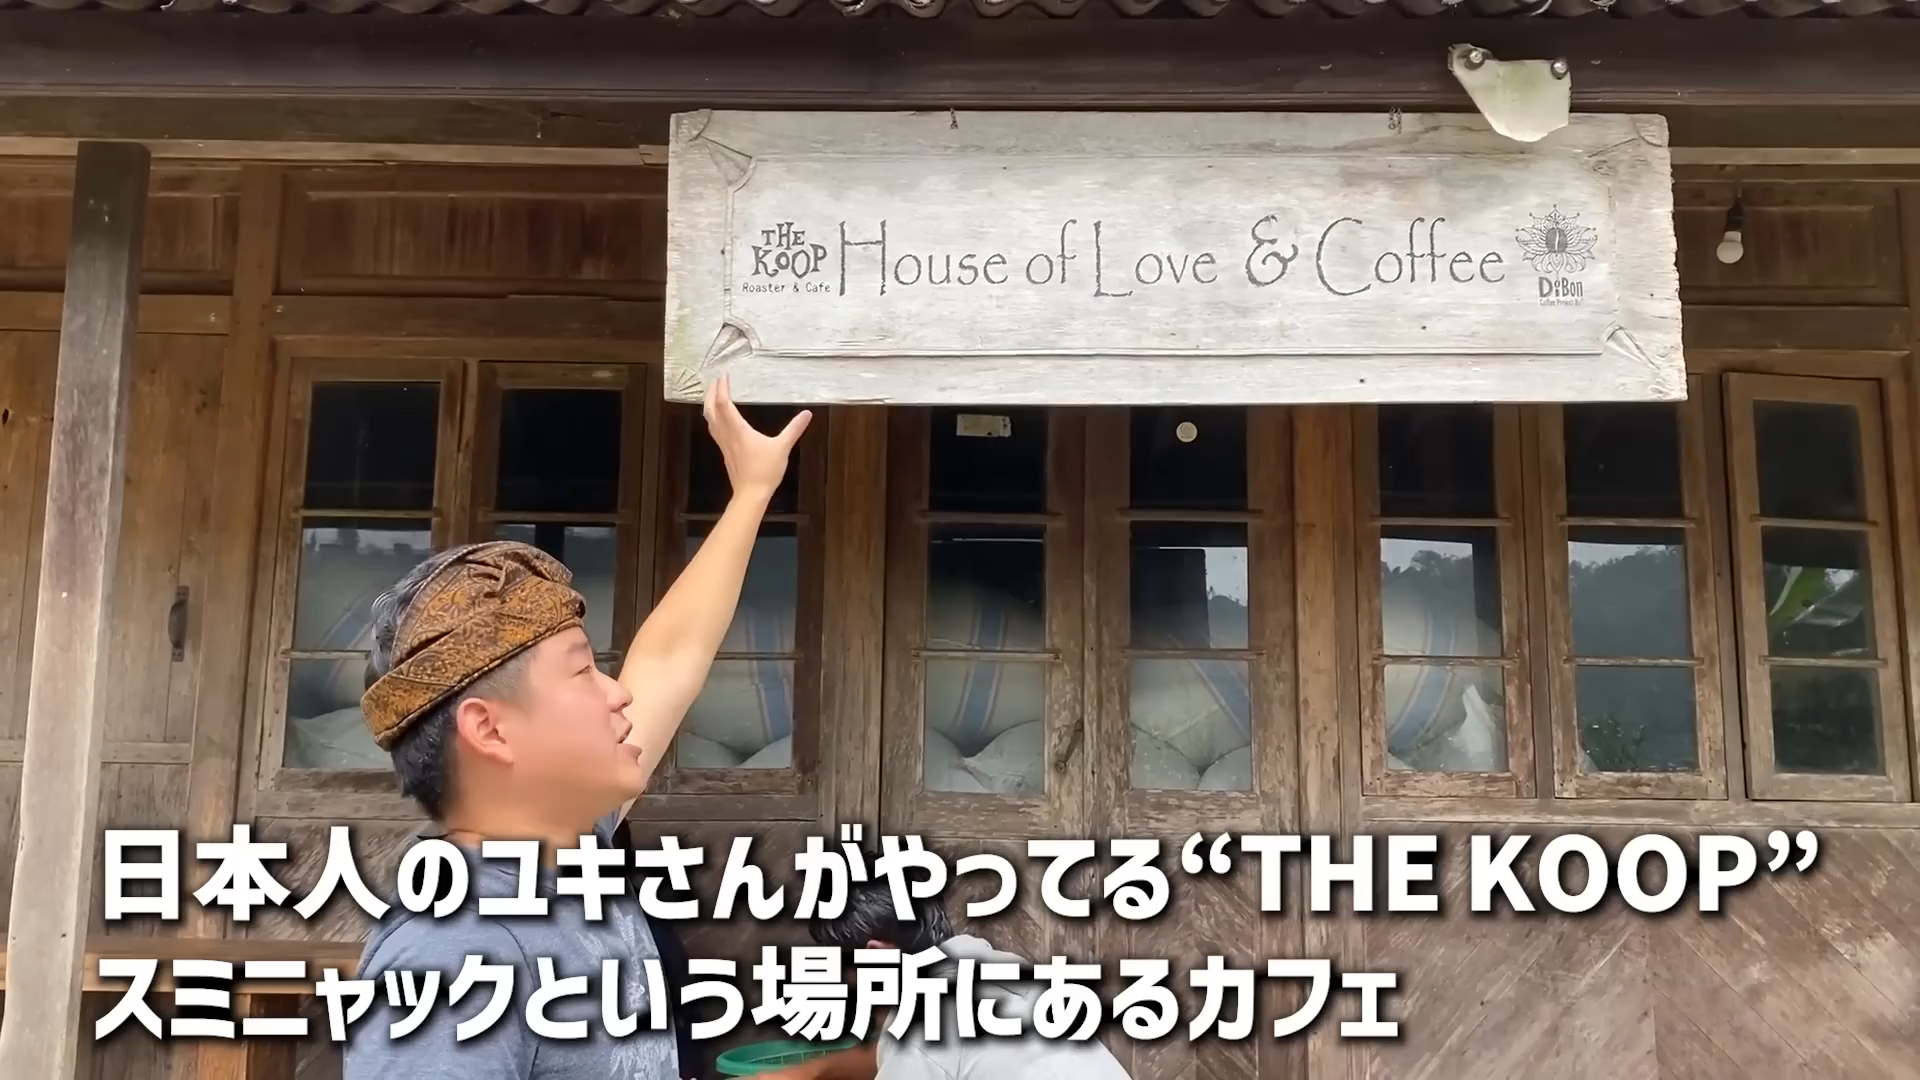 THE KOOP
Roaster & Cafe
House of Love & Coffee
DiBon
日本人のユキさんがやってる“THE KOOP”
スミニャックという場所にあるカフェ